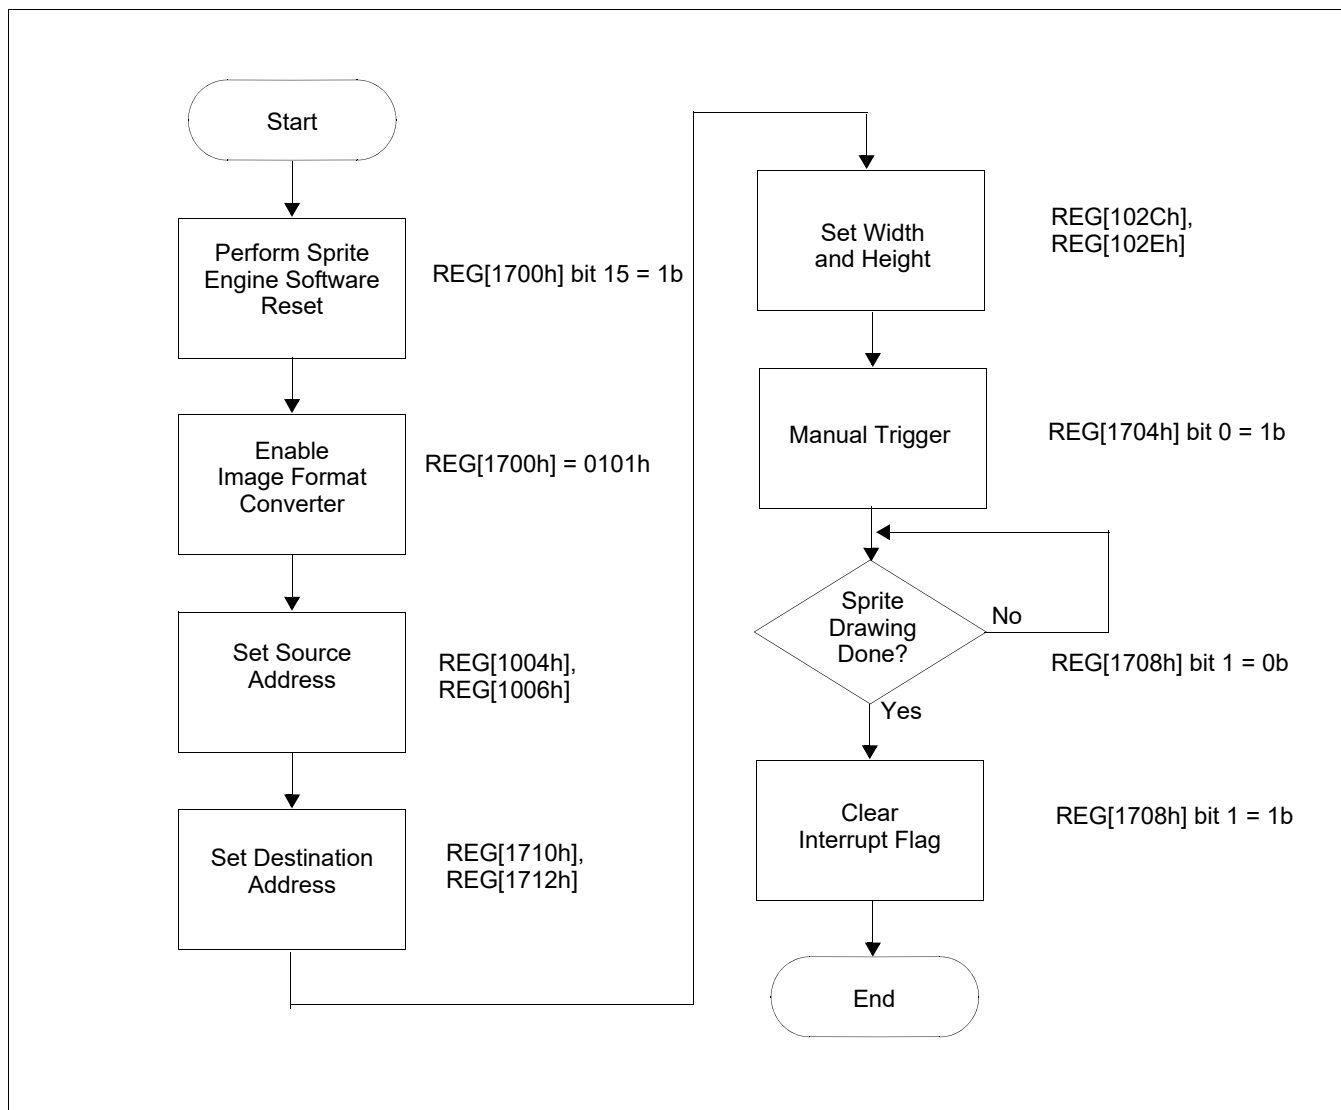 Start
Perform Sprite
Engine Software
Reset
REG[1700h] bit 15 = 1b
Enable
Image Format
Converter
REG[1700h] = 0101h
Set Source
Address
REG[1004h],
REG[1006h]
Set Destination
Address
REG[1710h],
REG[1712h]
Set Width
and Height
REG[102Ch],
REG[102Eh]
Manual Trigger
REG[1704h] bit 0 = 1b
Sprite
Drawing
Done?
No
REG[1708h] bit 1 = 0b
Yes
Clear
Interrupt Flag
REG[1708h] bit 1 = 1b
End